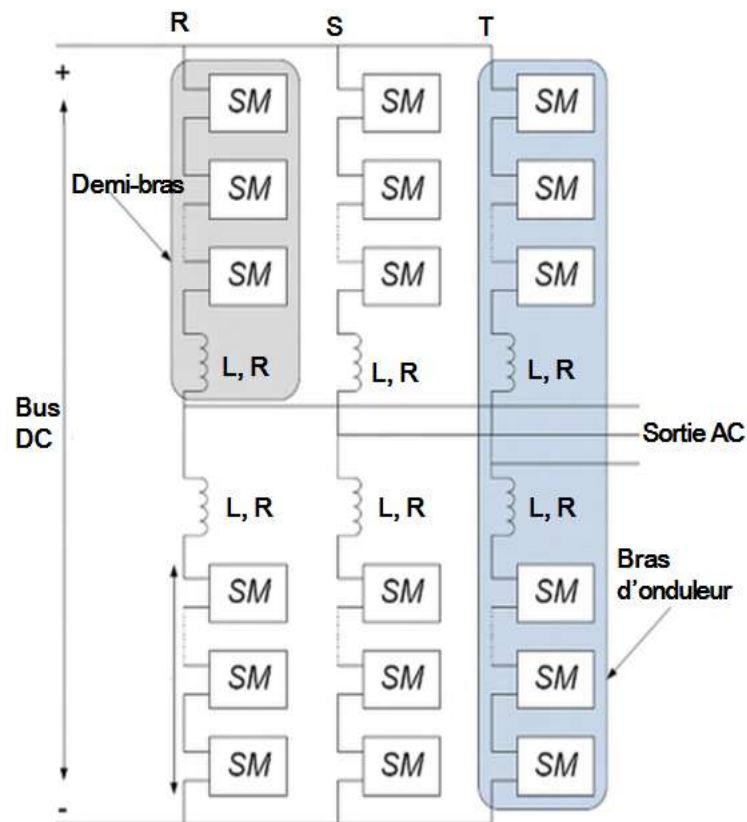 R S T
+
SM SM SM
Demi-bras
SM SM SM
SM SM SM
L, R L, R L, R
Bus
DC
Sortie AC
L, R L, R L, R
Bras
d'onduleur
SM SM SM
SM SM SM
SM SM SM
-